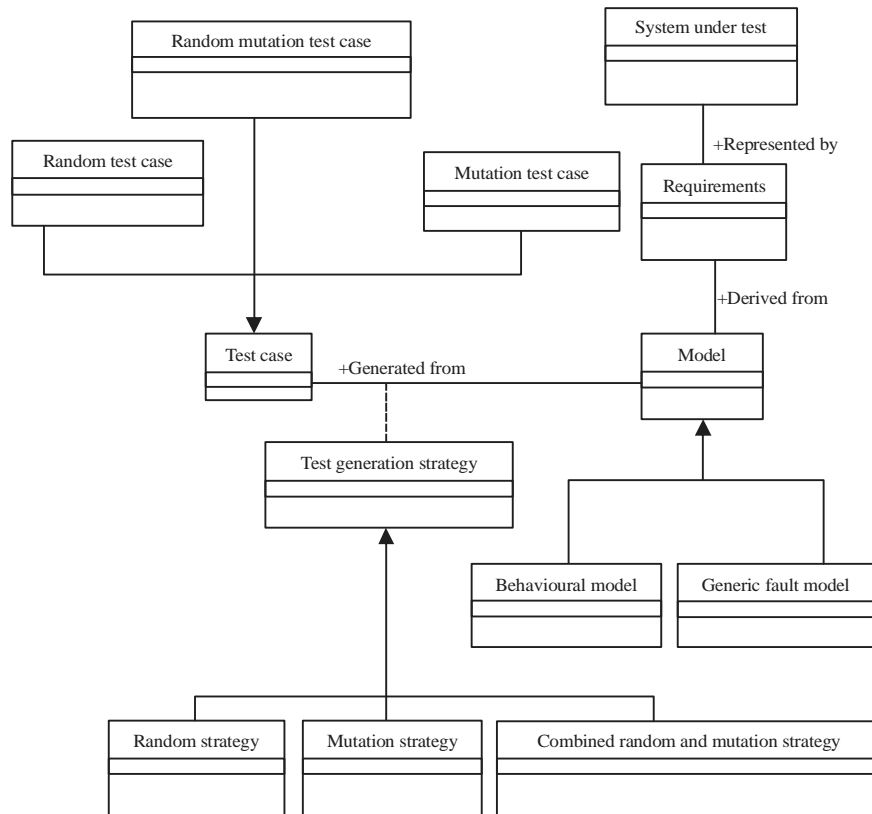 Random mutation test case
System under test
+Represented by
Random test case
Mutation test case
Requirements
+Derived from
Test case
+Generated from
Model
Test generation strategy
Behavioural model
Generic fault model
Random strategy
Mutation strategy
Combined random and mutation strategy